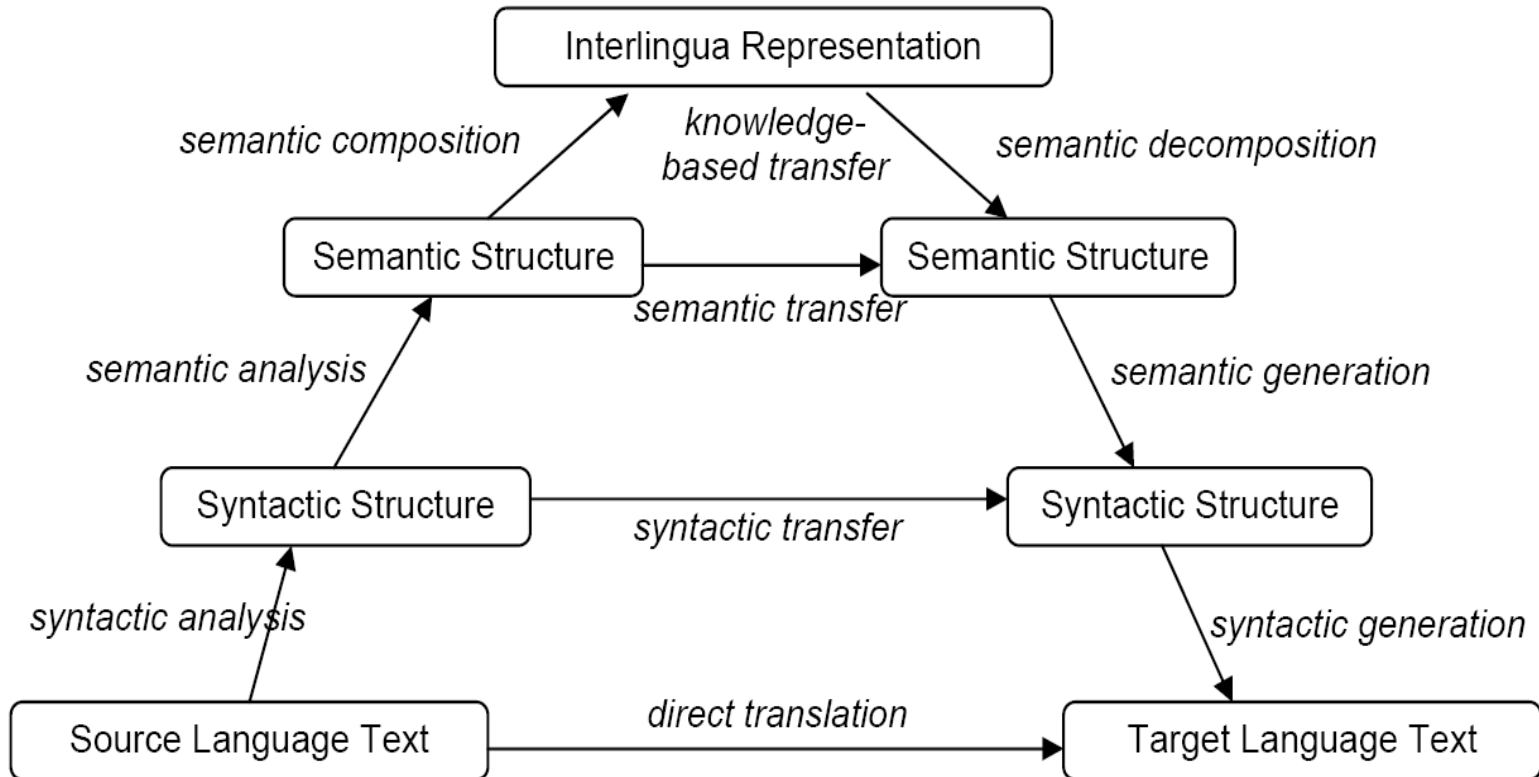 Interlingua Representation
semantic composition
knowledge-
based transfer
semantic decomposition
Semantic Structure
Semantic Structure
semantic transfer
semantic analysis
semantic generation
Syntactic Structure
Syntactic Structure
syntactic transfer
syntactic analysis
syntactic generation
direct translation
Source Language Text
Target Language Text